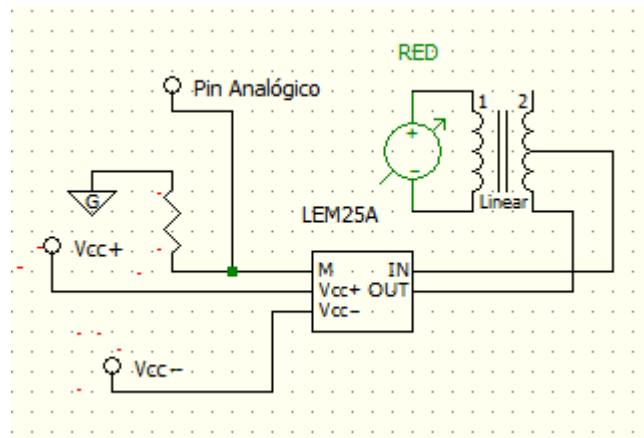 RED
Pin Analógico
1 2
Linear
G
LEM25A
Vcc+
M IN
Vcc+ OUT
Vcc−
Vcc−